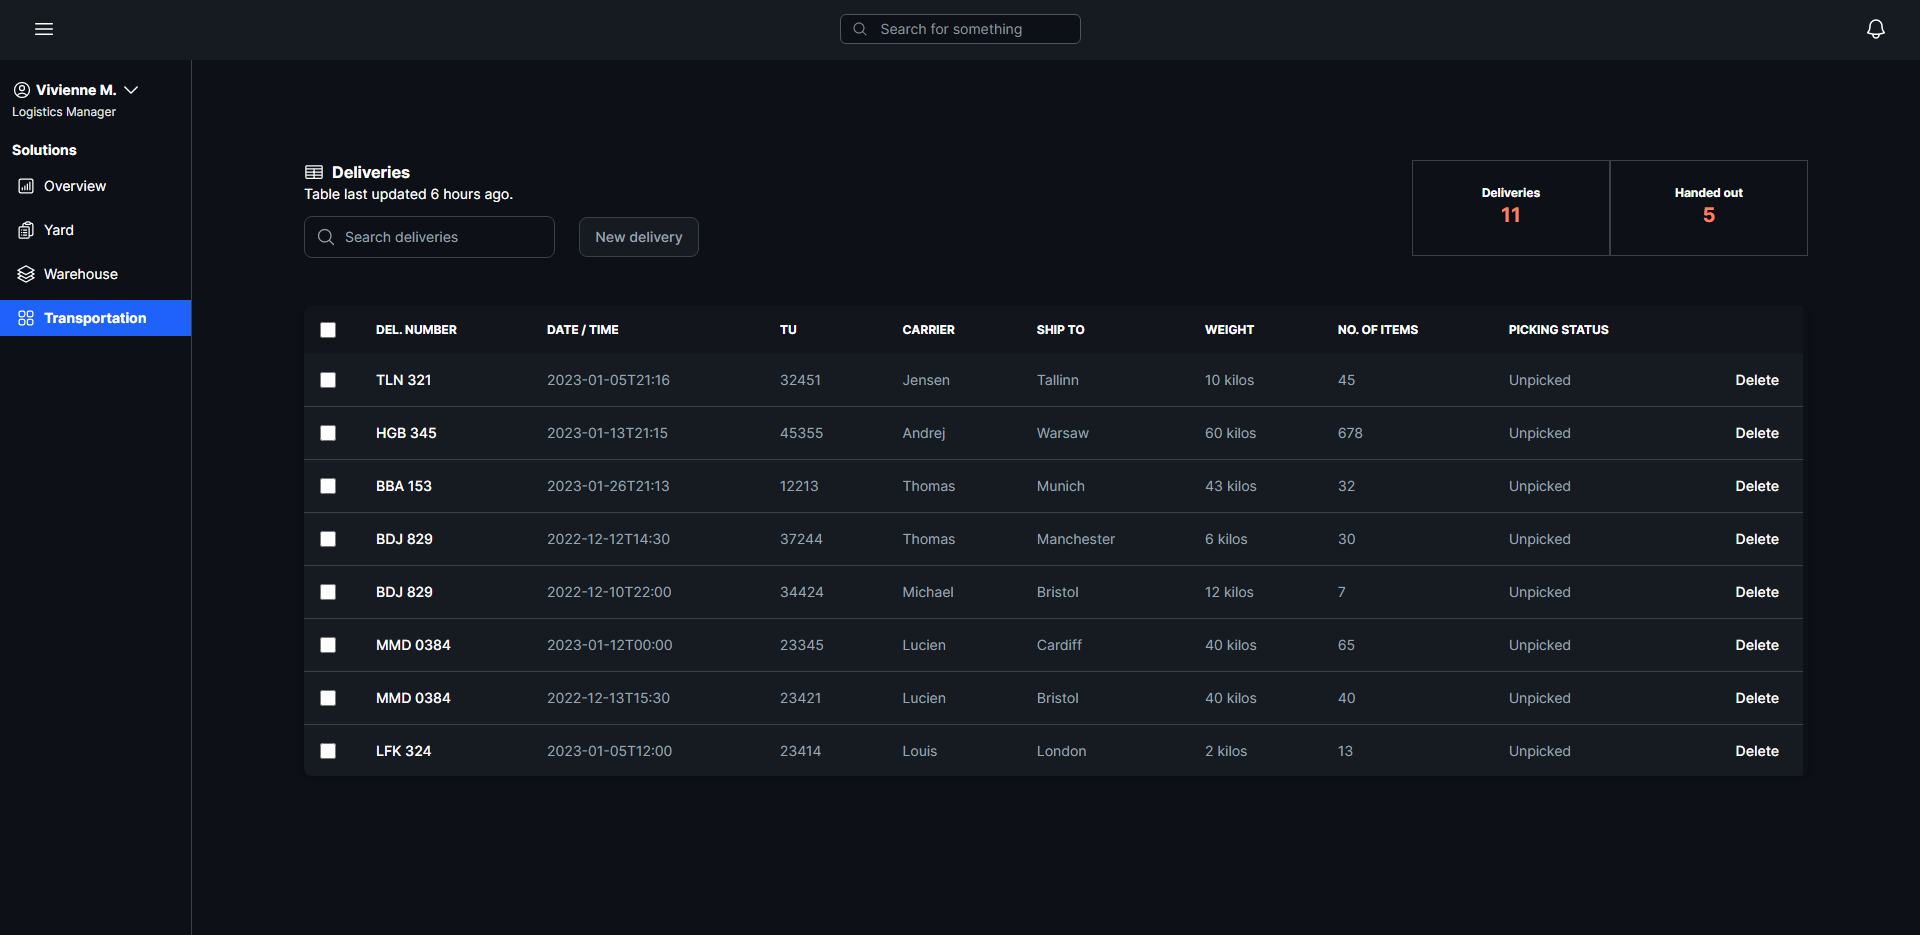 Search for something
Vivienne M.
Logistics Manager
Solutions
Overview
Yard
Warehouse
Transportation
Deliveries
Table last updated 6 hours ago.
Search deliveries
New delivery
Deliveries
11
Handed out
5
DEL. NUMBER DATE / TIME TU CARRIER SHIP TO WEIGHT NO. OF ITEMS PICKING STATUS
TLN 321 2023-01-05T21:16 32451 Jensen Tallinn 10 kilos 45 Unpicked Delete
HGB 345 2023-01-13T21:15 45355 Andrej Warsaw 60 kilos 678 Unpicked Delete
BBA 153 2023-01-26T21:13 12213 Thomas Munich 43 kilos 32 Unpicked Delete
BDJ 829 2022-12-12T14:30 37244 Thomas Manchester 6 kilos 30 Unpicked Delete
BDJ 829 2022-12-10T22:00 34424 Michael Bristol 12 kilos 7 Unpicked Delete
MMD 0384 2023-01-12T00:00 23345 Lucien Cardiff 40 kilos 65 Unpicked Delete
MMD 0384 2022-12-13T15:30 23421 Lucien Bristol 40 kilos 40 Unpicked Delete
LFK 324 2023-01-05T12:00 23414 Louis London 2 kilos 13 Unpicked Delete